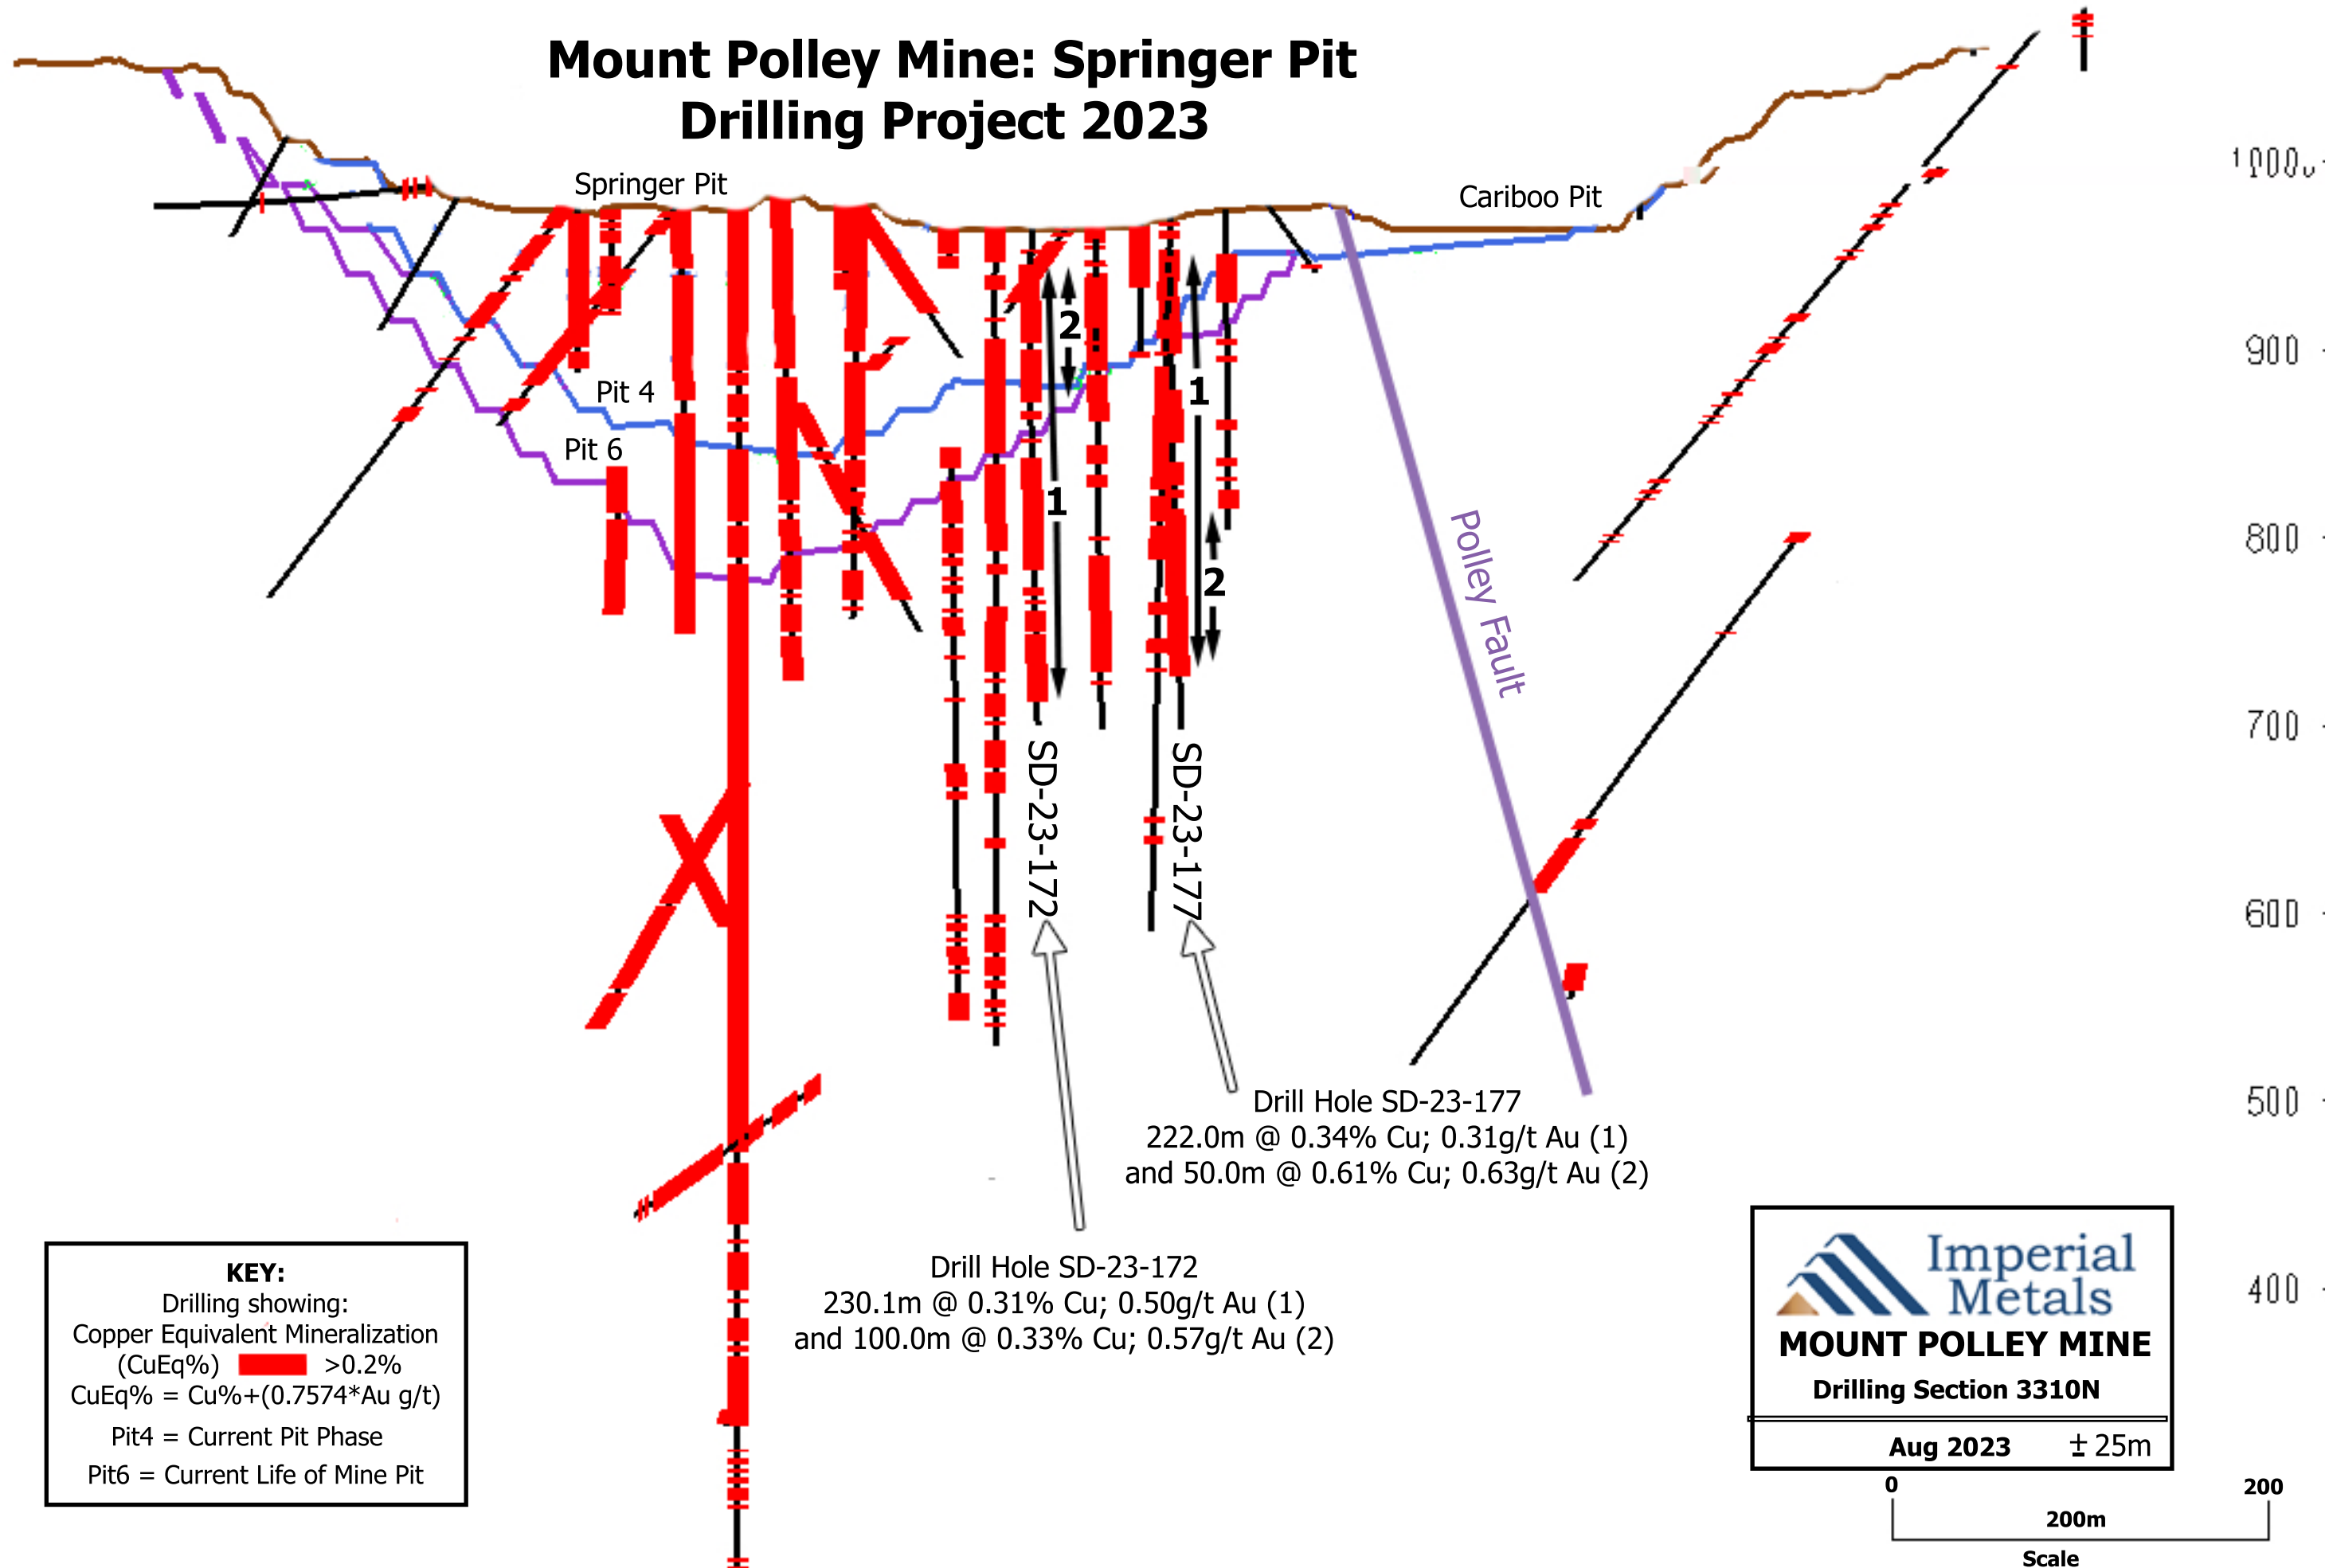 Mount Polley Mine: Springer Pit
Drilling Project 2023
Springer Pit
Cariboo Pit
1000
900
800
700
600
500
400
Pit 4
Pit 6
2
1
1
2
Polley Fault
SD-23-172
SD-23-177
Drill Hole SD-23-177
222.0m @ 0.34% Cu; 0.31g/t Au (1)
and 50.0m @ 0.61% Cu; 0.63g/t Au (2)
Drill Hole SD-23-172
230.1m @ 0.31% Cu; 0.50g/t Au (1)
and 100.0m @ 0.33% Cu; 0.57g/t Au (2)
KEY:
Drilling showing:
Copper Equivalent Mineralization
(CuEq%) >0.2%
CuEq% = Cu%+(0.7574*Au g/t)
Pit4 = Current Pit Phase
Pit6 = Current Life of Mine Pit
Imperial
Metals
MOUNT POLLEY MINE
Drilling Section 3310N
Aug 2023 ± 25m
0 200
200m
Scale